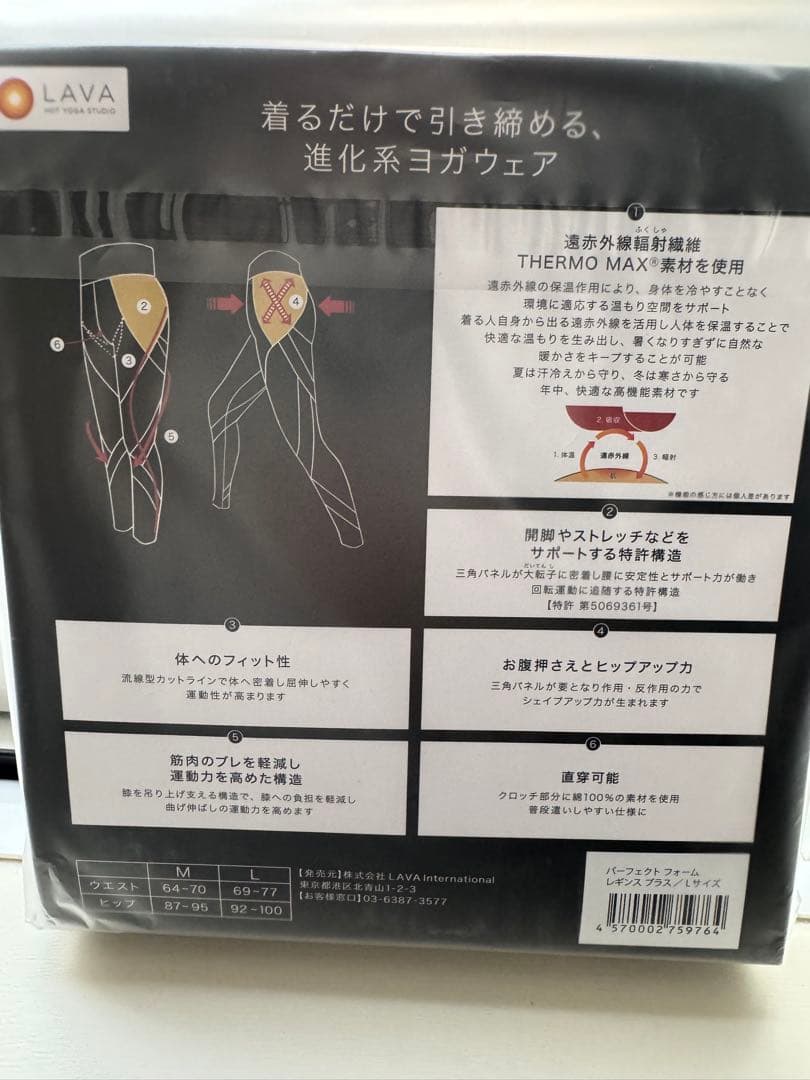 LAVA
HOT YOGA STUDIO
着るだけで引き締める、
進化系ヨガウェア
2
4
6
3
5
1
ふくしゃ
遠赤外線輻射繊維
THERMO MAX®素材を使用
遠赤外線の保温作用により、身体を冷やすことなく
環境に適応する温もり空間をサポート
着る人自身から出る遠赤外線を活用し人体を保温することで
快適な温もりを生み出し、暑くなりすぎずに自然な
暖かさをキープすることが可能
夏は汗冷えから守り、冬は寒さから守る
年中、快適な高機能素材です
2. 吸収
1. 体温
遠赤外線
3. 輻射
肌
※機能の感じ方には個人差があります
2
開脚やストレッチなどを
サポートする特許構造
だいてんし
三角パネルが大転子に密着し腰に安定性とサポート力が働き
回転運動に追随する特許構造
【特許 第5069361号】
3
体へのフィット性
流線型カットラインで体へ密着し屈伸しやすく
運動性が高まります
4
お腹押さえとヒップアップ力
三角パネルが要となり作用・反作用の力で
シェイプアップ力が生まれます
5
筋肉のブレを軽減し
運動力を高めた構造
膝を吊り上げ支える構造で、膝への負担を軽減し
曲げ伸ばしの運動力を高めます
6
直穿可能
クロッチ部分に綿100%の素材を使用
普段遣いしやすい仕様に
M L
ウエスト 64-70 69-77
ヒップ 87-95 92-100
【発売元】株式会社 LAVA International
東京都港区北青山1-2-3
【お客様窓口】03-6387-3577
パーフェクト フォーム
レギンス プラス／Lサイズ
4 570002 759764